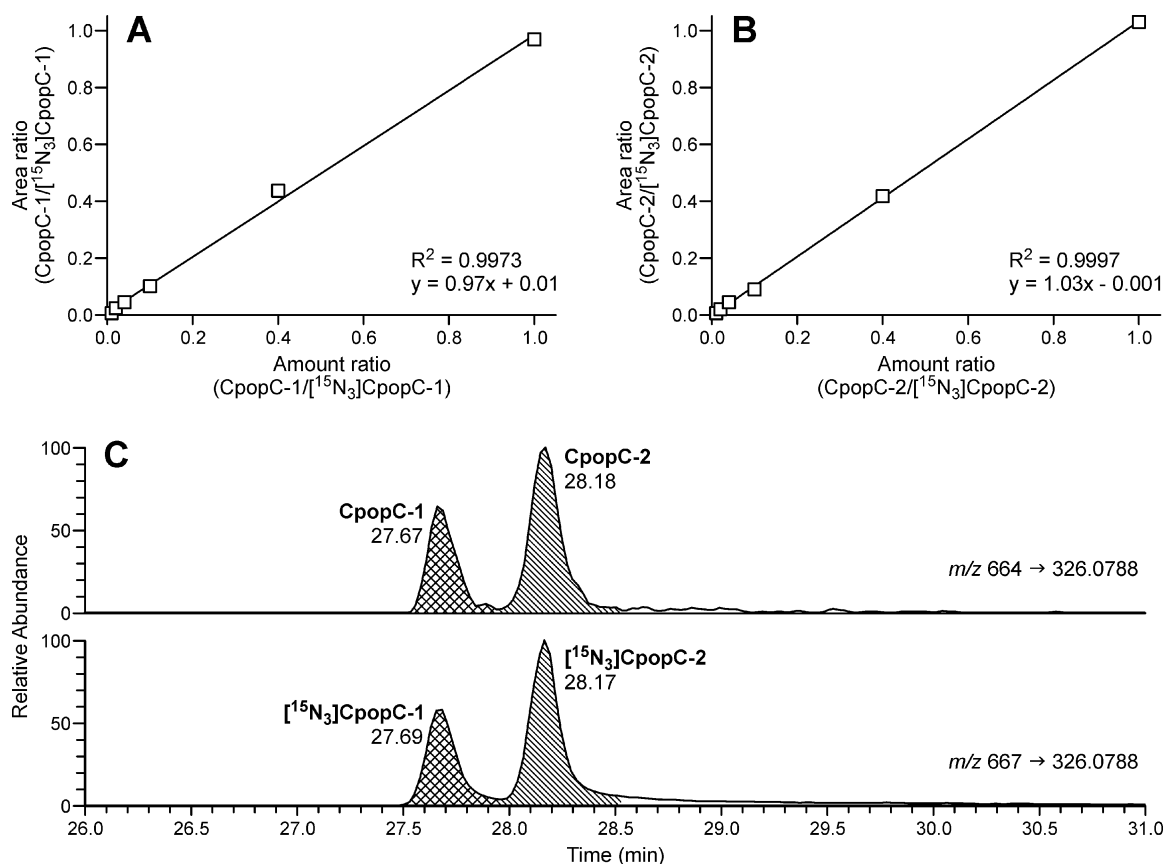 A
Area ratio
(CpopC-1/[¹⁵N₃]CpopC-1)
1.0
0.8
0.6
0.4
0.2
0.0
R² = 0.9973
y = 0.97x + 0.01
0.0 0.2 0.4 0.6 0.8 1.0
Amount ratio
(CpopC-1/[¹⁵N₃]CpopC-1)
B
Area ratio
(CpopC-2/[¹⁵N₃]CpopC-2)
1.0
0.8
0.6
0.4
0.2
0.0
R² = 0.9997
y = 1.03x - 0.001
0.0 0.2 0.4 0.6 0.8 1.0
Amount ratio
(CpopC-2/[¹⁵N₃]CpopC-2)
C
Relative Abundance
100
50
0
CpopC-1
27.67
CpopC-2
28.18
m/z 664 → 326.0788
100
50
0
[¹⁵N₃]CpopC-1
27.69
[¹⁵N₃]CpopC-2
28.17
m/z 667 → 326.0788
26.0 26.5 27.0 27.5 28.0 28.5 29.0 29.5 30.0 30.5 31.0
Time (min)